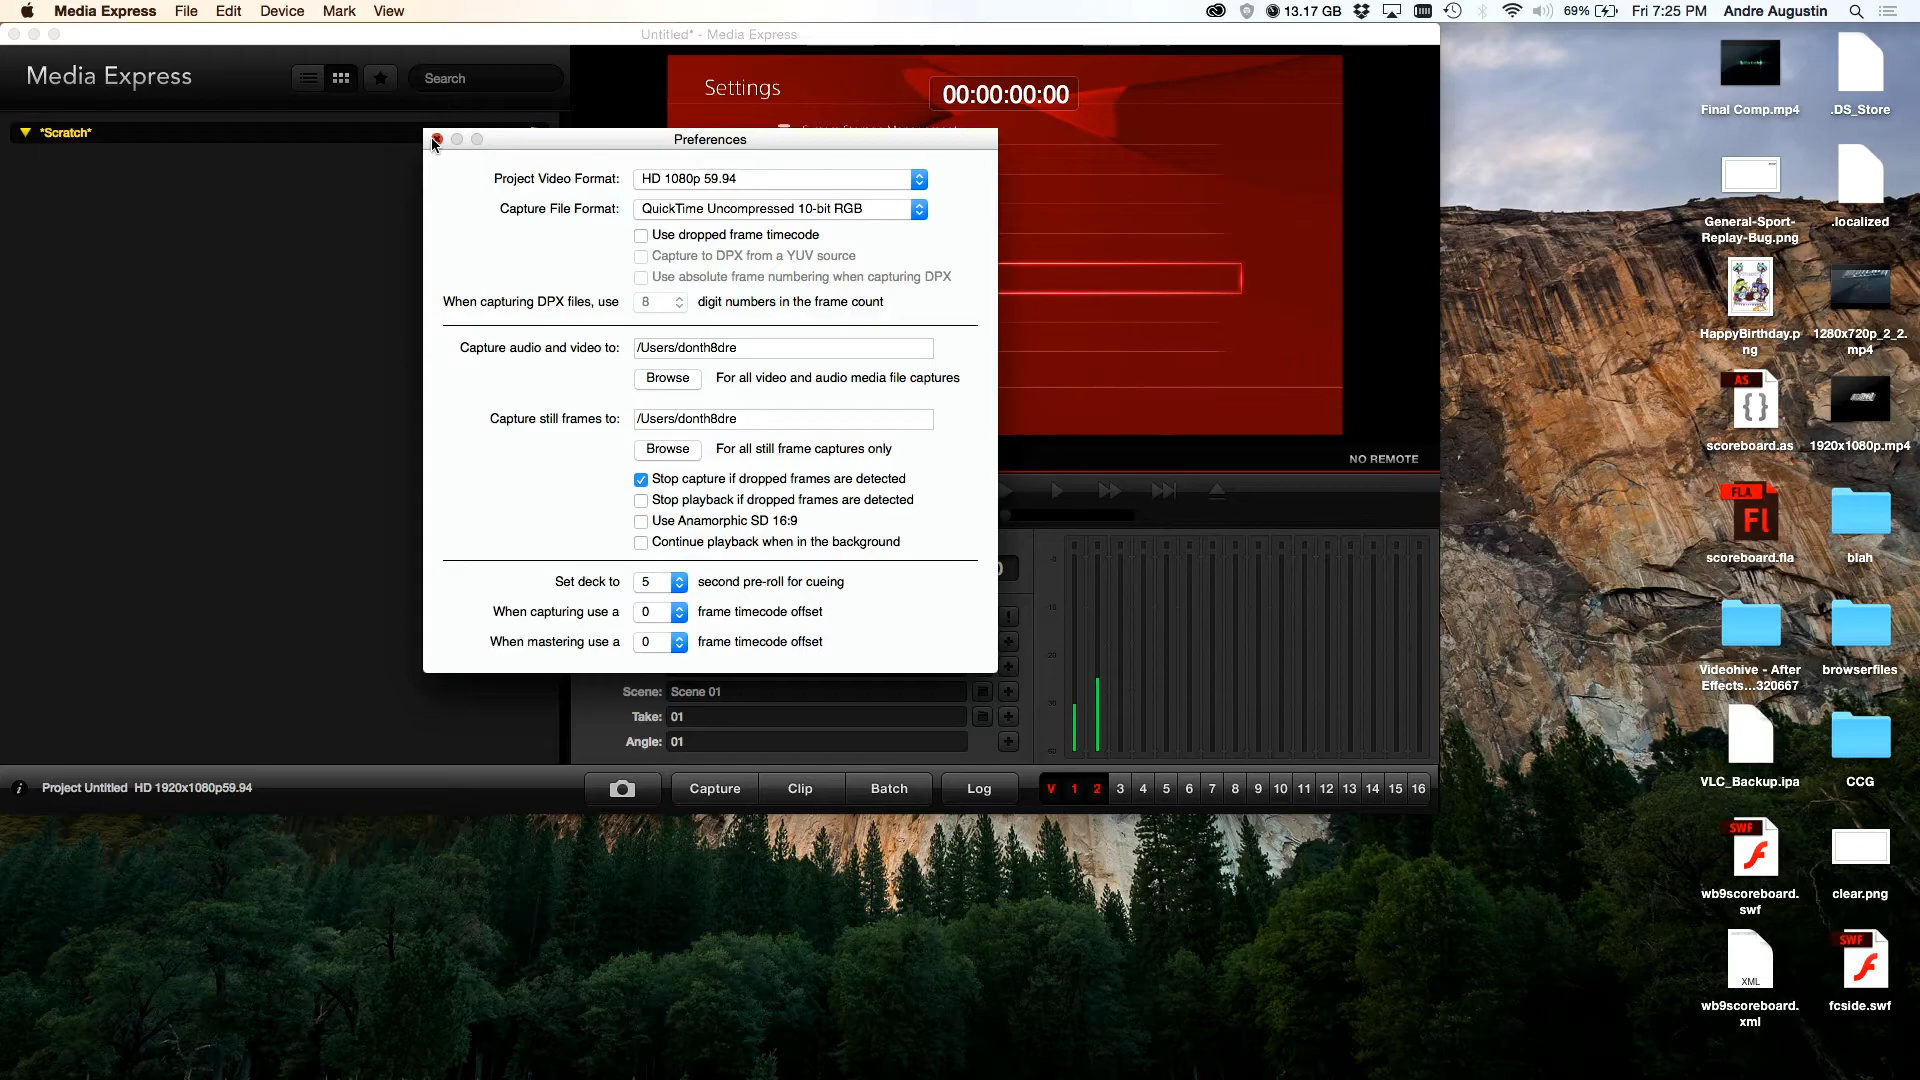 Media Express File Edit Device Mark View
13.17 GB
69%
Fri 7:25 PM
Andre Augustin
Untitled* - Media Express
Media Express
Search
*Scratch*
Settings
00:00:00:00
NO REMOTE
Preferences
Project Video Format: HD 1080p 59.94
Capture File Format: QuickTime Uncompressed 10-bit RGB
Use dropped frame timecode
Capture to DPX from a YUV source
Use absolute frame numbering when capturing DPX
When capturing DPX files, use 8 digit numbers in the frame count
Capture audio and video to: /Users/donth8dre
Browse For all video and audio media file captures
Capture still frames to: /Users/donth8dre
Browse For all still frame captures only
Stop capture if dropped frames are detected
Stop playback if dropped frames are detected
Use Anamorphic SD 16:9
Continue playback when in the background
Set deck to 5 second pre-roll for cueing
When capturing use a 0 frame timecode offset
When mastering use a 0 frame timecode offset
Scene: Scene 01
Take: 01
Angle: 01
Project Untitled HD 1920x1080p59.94
Capture Clip Batch Log
V 1 2 3 4 5 6 7 8 9 10 11 12 13 14 15 16
Final Comp.mp4
.DS_Store
General-Sport-
Replay-Bug.png
.localized
HappyBirthday.p
ng
1280x720p_2_2.
mp4
AS
scoreboard.as
1920x1080p.mp4
FLA
Fl
scoreboard.fla
blah
Videohive - After
Effects...320667
browserfiles
VLC_Backup.ipa
CCG
SWF
wb9scoreboard.
swf
clear.png
XML
wb9scoreboard.
xml
SWF
fcside.swf